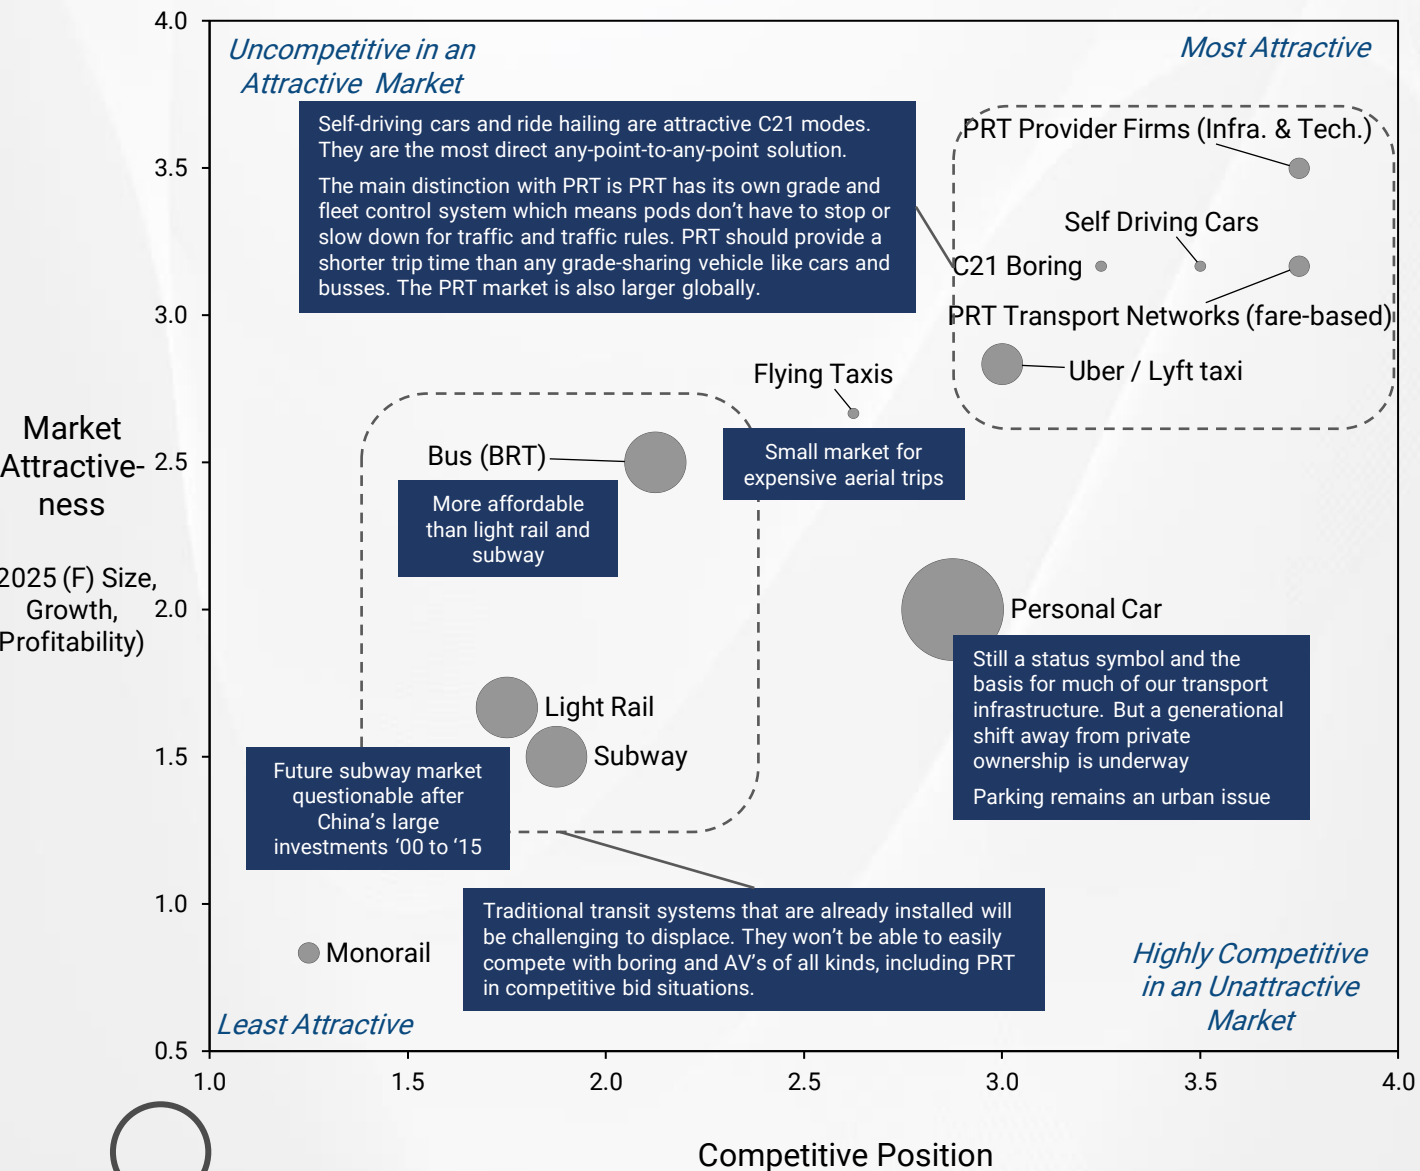 4.0
Uncompetitive in an
Attractive Market
Most Attractive
Self-driving cars and ride hailing are attractive C21 modes.
They are the most direct any-point-to-any-point solution.
The main distinction with PRT is PRT has its own grade and
fleet control system which means pods don’t have to stop or
slow down for traffic and traffic rules. PRT should provide a
shorter trip time than any grade-sharing vehicle like cars and
busses. The PRT market is also larger globally.
PRT Provider Firms (Infra. & Tech.)
3.5
Self Driving Cars
C21 Boring
3.0
PRT Transport Networks (fare-based)
Uber / Lyft taxi
Flying Taxis
Small market for
expensive aerial trips
Market
Attractive-
ness
2025 (F) Size,
Growth,
Profitability)
2.5
Bus (BRT)
More affordable
than light rail and
subway
2.0
Personal Car
Still a status symbol and the
basis for much of our transport
infrastructure. But a generational
shift away from private
ownership is underway
Parking remains an urban issue
Light Rail
1.5
Subway
Future subway market
questionable after
China’s large
investments ‘00 to ‘15
1.0
Traditional transit systems that are already installed will
be challenging to displace. They won’t be able to easily
compete with boring and AV’s of all kinds, including PRT
in competitive bid situations.
Monorail
Highly Competitive
in an Unattractive
Market
Least Attractive
0.5
1.0 1.5 2.0 2.5 3.0 3.5 4.0
Competitive Position